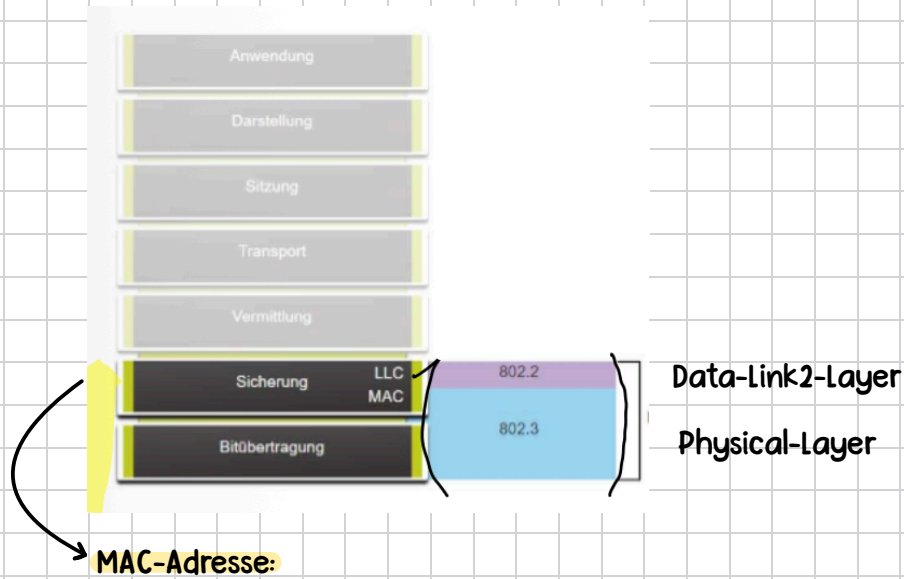 Anwendung
Darstellung
Sitzung
Transport
Vermittlung
Sicherung LLC 802.2 Data-Link2-Layer
MAC
802.3
Bitübertragung Physical-Layer
MAC-Adresse: